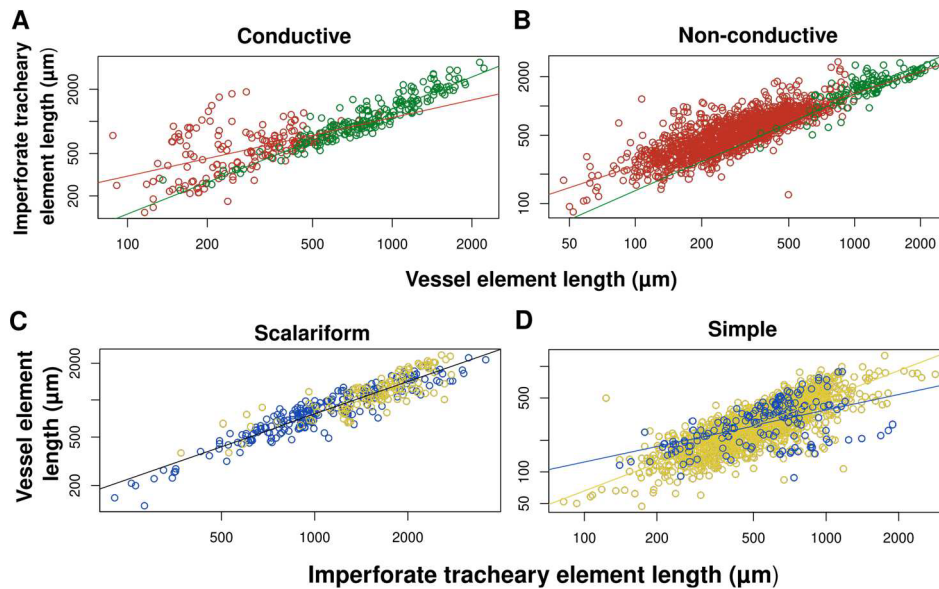 A
Conductive
Imperforate tracheary
element length (μm)
2000
500
200
100
200
500
1000
2000
B
Non-conductive
2000
500
100
50
100
200
500
1000
2000
Vessel element length (μm)
C
Scalariform
Vessel element
length (μm)
2000
500
200
500
1000
2000
D
Simple
500
100
50
100
200
500
1000
2000
Imperforate tracheary element length (μm)